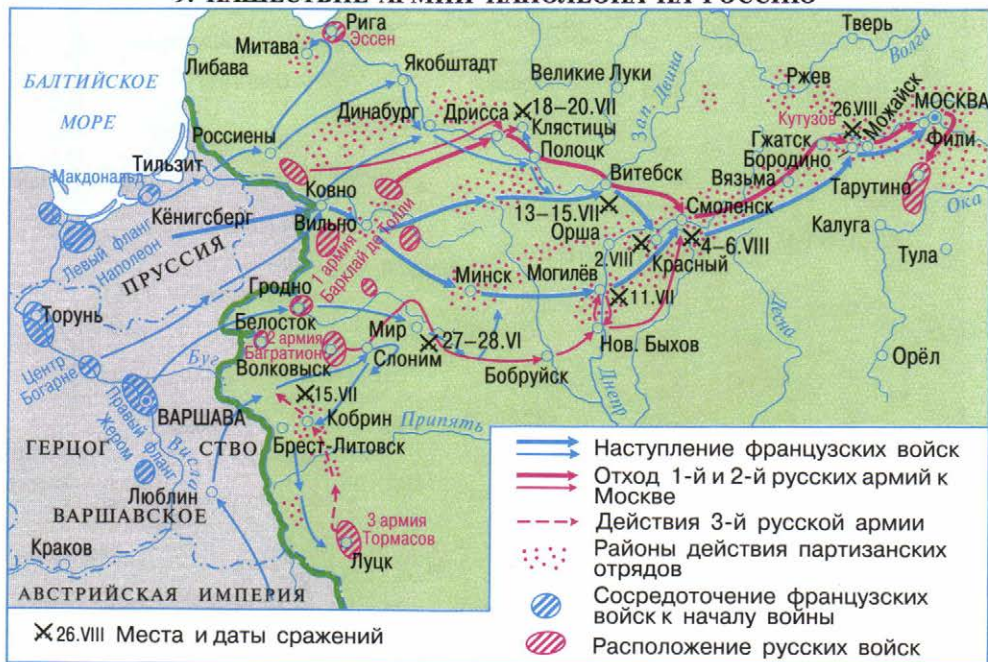 9. НАШЕСТВИЕ АРМИИ НАПОЛЕОНА НА РОССИЮ
Рига
Эссен
Митава
Либава
Якобштадт
Великие Луки
Зап. Двина
Тверь
Волга
Ржев
БАЛТИЙСКОЕ
МОРЕ
Динабург
Дрисса
18–20.VII
Клястицы
Полоцк
Россиены
Тильзит
Макдональд
Кутузов
26.VIII
Можайск
МОСКВА
Гжатск
Фили
Бородино
Вязьма
Тарутино
Ока
Ковно
Витебск
Кёнигсберг
Вильно
13–15.VII
Смоленск
Калуга
Левый фланг
Наполеон
ПРУССИЯ
1 армия
Барклай де Толли
Орша
2.VIII
Красный
4–6.VIII
Тула
Минск
Могилёв
11.VII
Гродно
Торунь
Белосток
Мир
27–28.VI
Десна
2 армия
Багратион
Центр
Богарне
Буг
Волковыск
Слоним
Бобруйск
Нов. Быхов
Орёл
Днепр
Правый фланг
Жером
ВАРШАВА
15.VII
Кобрин
Припять
Висла
Брест-Литовск
ГЕРЦОГ
СТВО
Люблин
ВАРШАВСКОЕ
3 армия
Тормасов
Луцк
Краков
АВСТРИЙСКАЯ ИМПЕРИЯ
26.VIII Места и даты сражений
Наступление французских войск
Отход 1-й и 2-й русских армий к
Москве
Действия 3-й русской армии
Районы действия партизанских
отрядов
Сосредоточение французских
войск к началу войны
Расположение русских войск